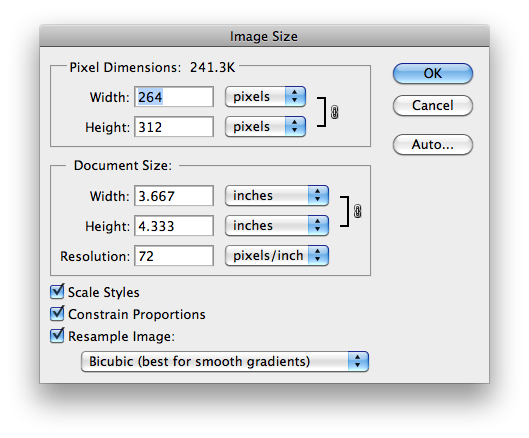 Image Size
Pixel Dimensions: 241.3K
Width: 264 pixels
Height: 312 pixels
OK
Cancel
Auto...
Document Size:
Width: 3.667 inches
Height: 4.333 inches
Resolution: 72 pixels/inch
Scale Styles
Constrain Proportions
Resample Image:
Bicubic (best for smooth gradients)